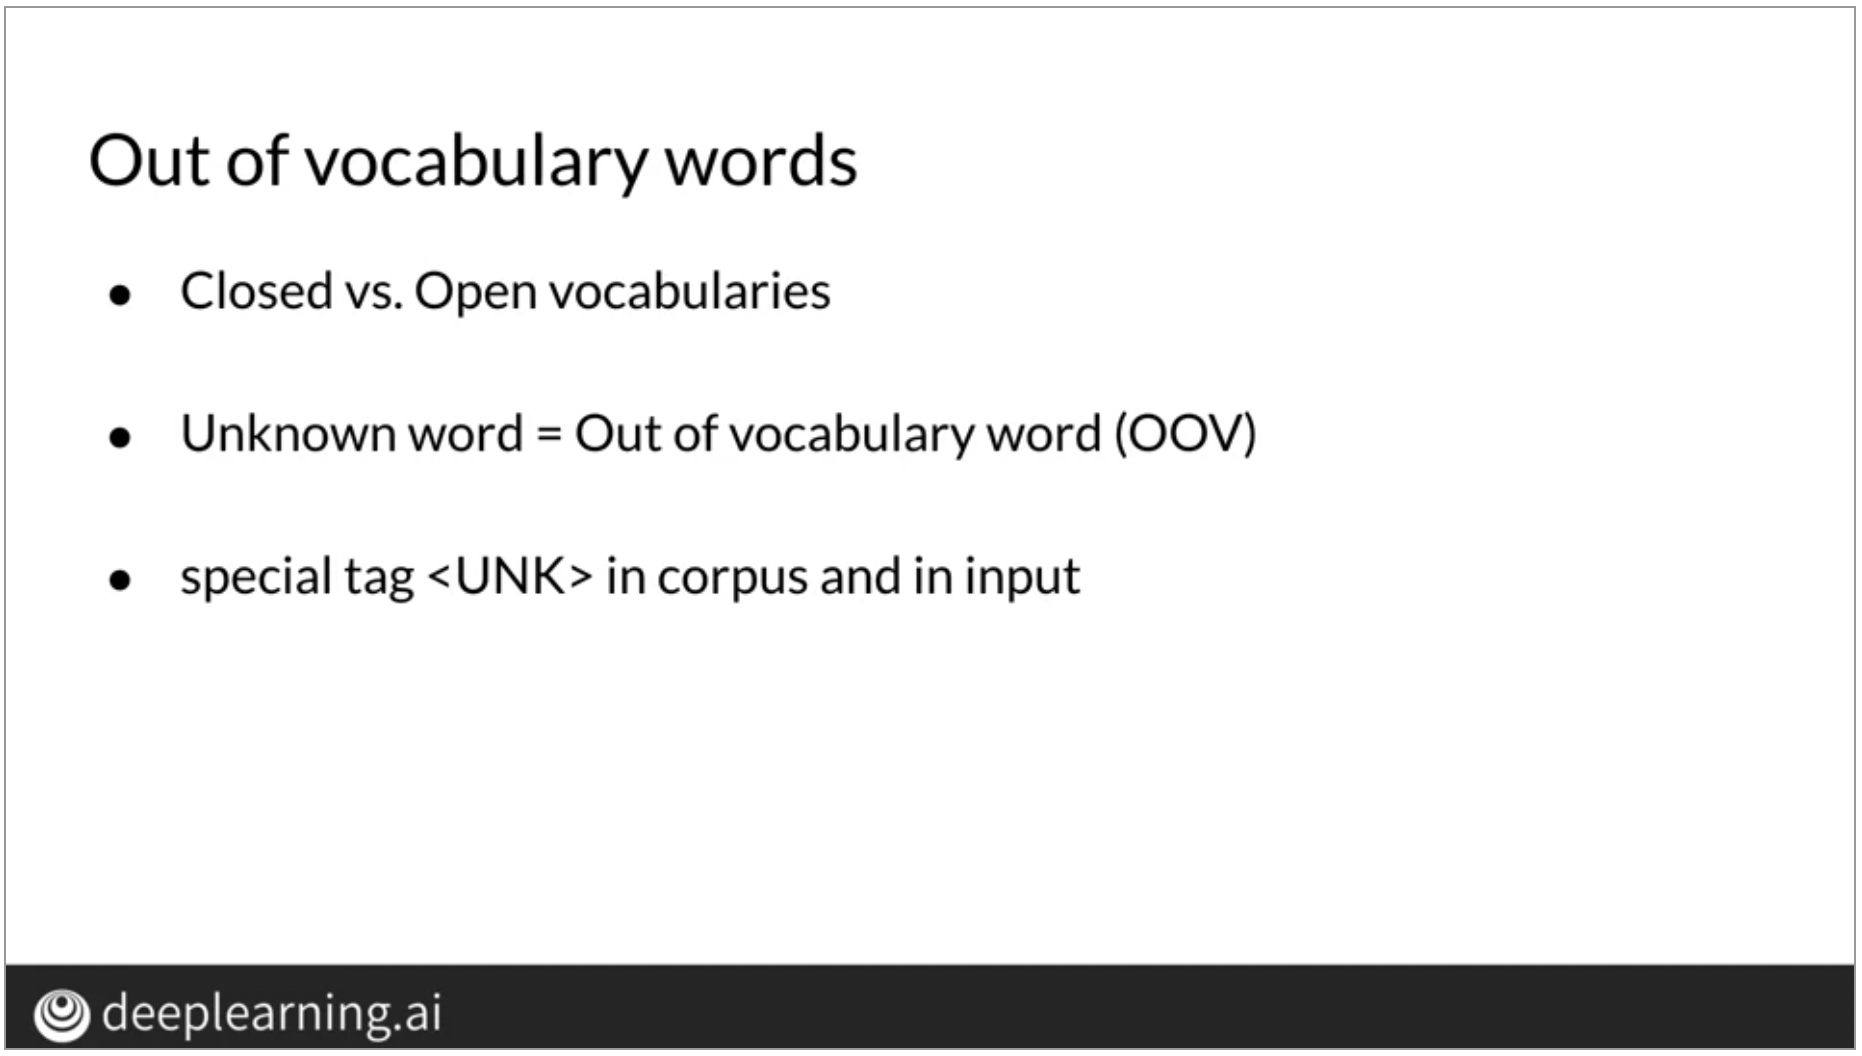 Out of vocabulary words
● Closed vs. Open vocabularies
● Unknown word = Out of vocabulary word (OOV)
● special tag <UNK> in corpus and in input
deeplearning.ai